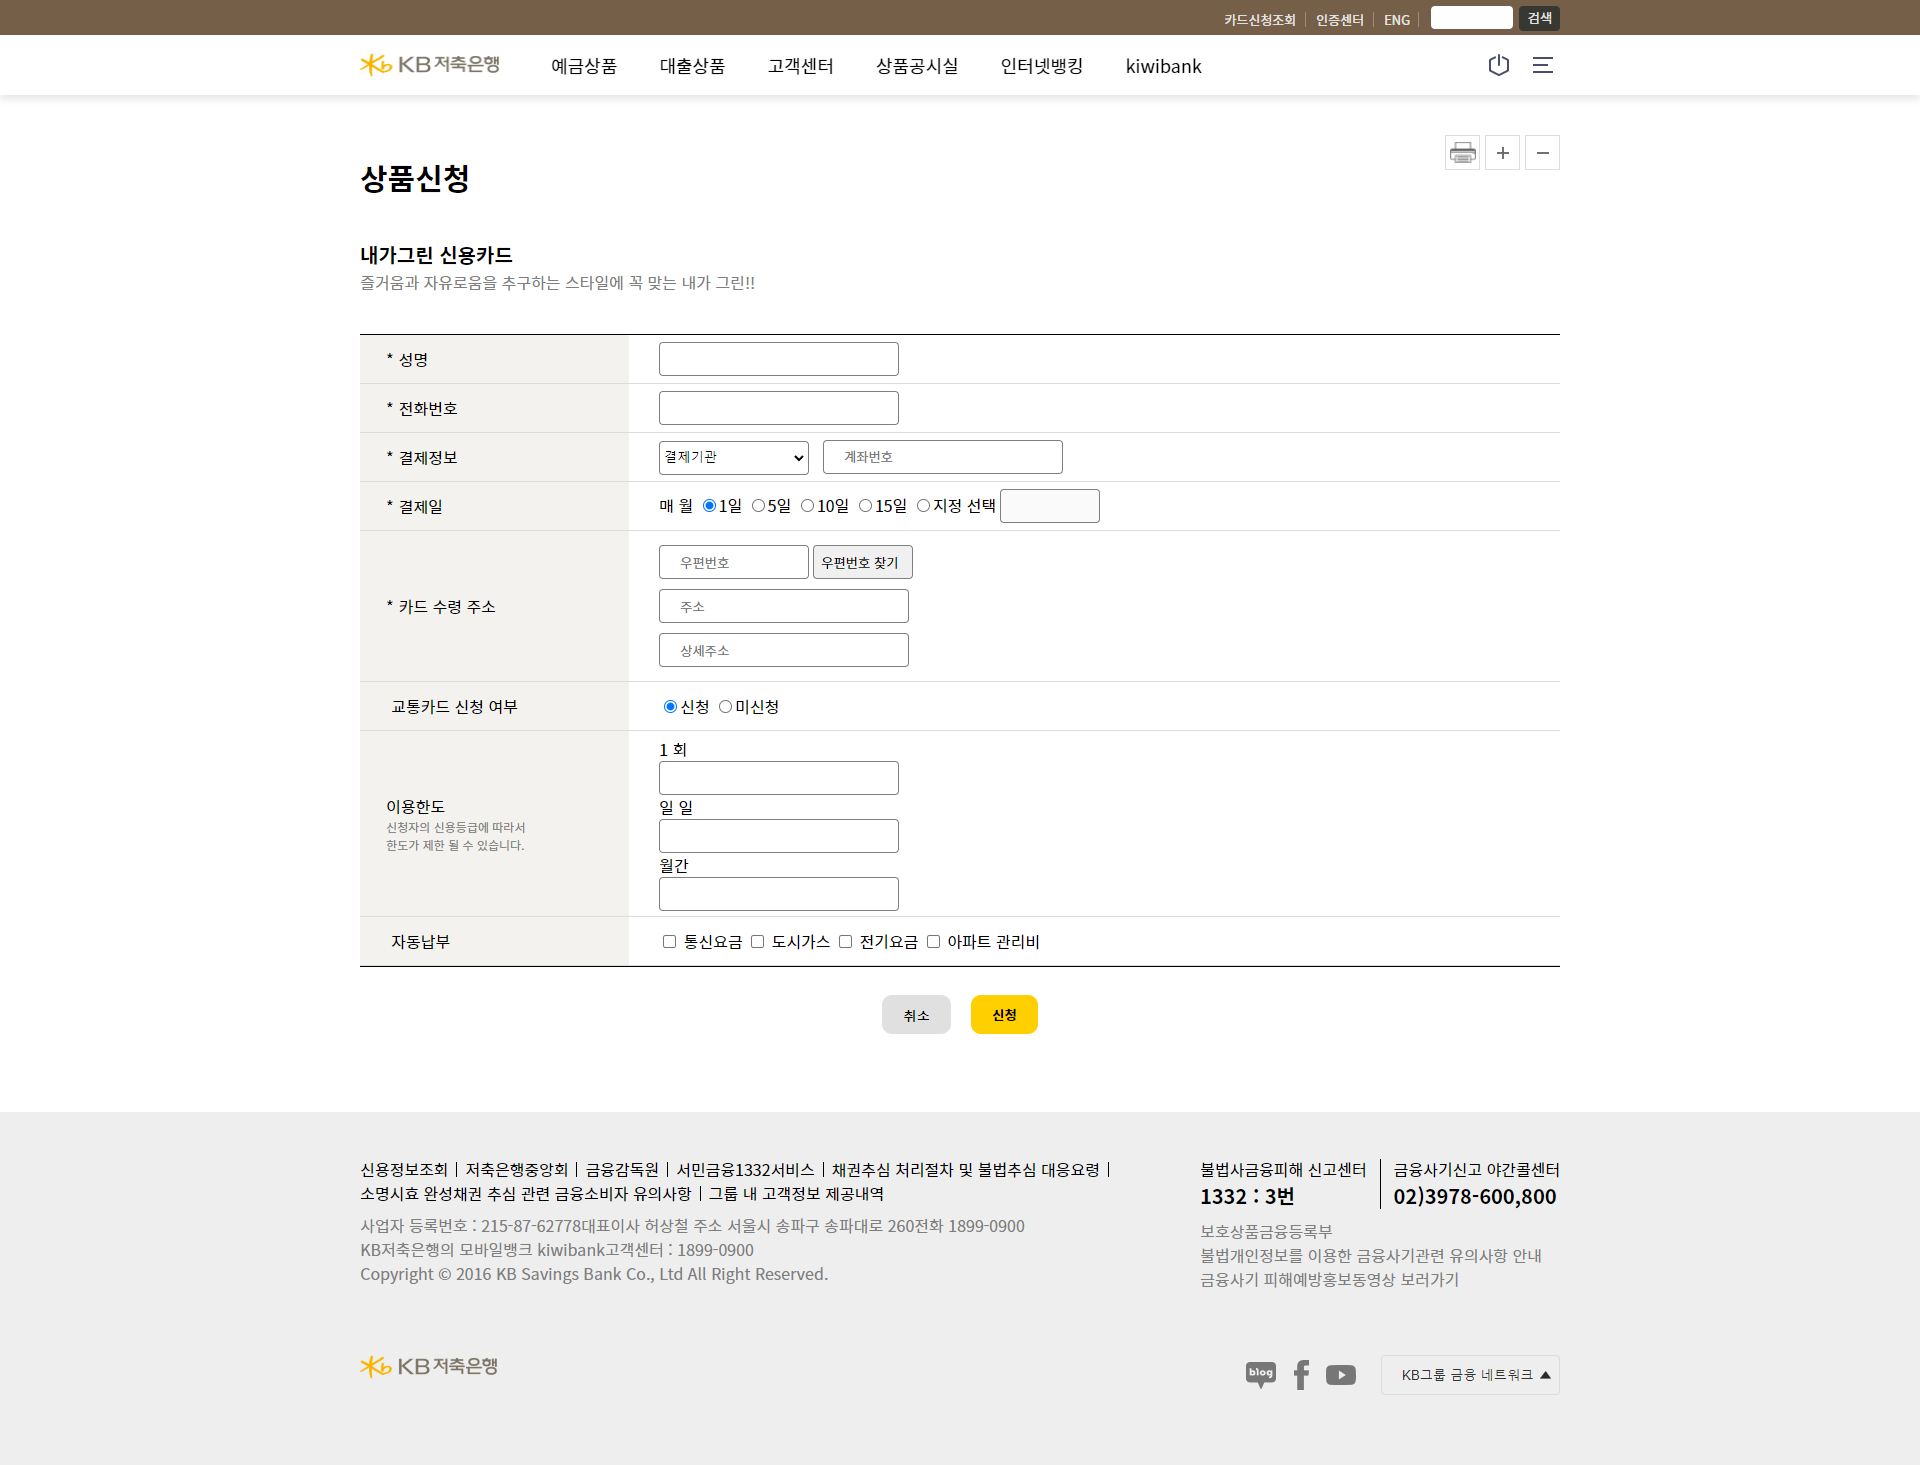 카드신청조회 인증센터 ENG 검색
KB 저축은행 예금상품 대출상품 고객센터 상품공시실 인터넷뱅킹 kiwibank
상품신청
+ −
내가그린 신용카드
즐거움과 자유로움을 추구하는 스타일에 꼭 맞는 내가 그린!!
* 성명
* 전화번호
* 결제정보 결제기관 계좌번호
* 결제일 매 월 1일 5일 10일 15일 지정 선택
우편번호 우편번호 찾기
* 카드 수령 주소 주소
상세주소
교통카드 신청 여부 신청 미신청
1 회
일 일
월간
이용한도
신청자의 신용등급에 따라서
한도가 제한 될 수 있습니다.
자동납부 통신요금 도시가스 전기요금 아파트 관리비
취소 신청
신용정보조회 저축은행중앙회 금융감독원 서민금융1332서비스 채권추심 처리절차 및 불법추심 대응요령
소명시효 완성채권 추심 관련 금융소비자 유의사항 그룹 내 고객정보 제공내역
사업자 등록번호 : 215-87-62778대표이사 허상철 주소 서울시 송파구 송파대로 260전화 1899-0900
KB저축은행의 모바일뱅크 kiwibank고객센터 : 1899-0900
Copyright © 2016 KB Savings Bank Co., Ltd All Right Reserved.
불법사금융피해 신고센터 금융사기신고 야간콜센터
1332 : 3번 02)3978-600,800
보호상품금융등록부
불법개인정보를 이용한 금융사기관련 유의사항 안내
금융사기 피해예방홍보동영상 보러가기
KB 저축은행 blog f KB그룹 금융 네트워크